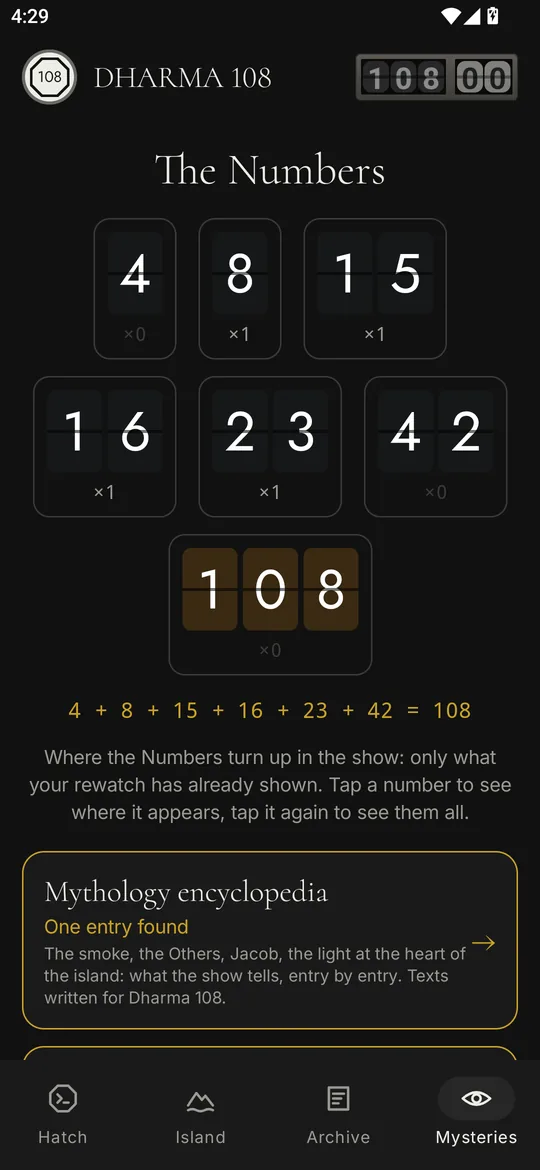 4:29
108 DHARMA 108 108 00
The Numbers
4 8 15
×0 ×1 ×1
16 23 42
×1 ×1 ×0
108
×0
4 + 8 + 15 + 16 + 23 + 42 = 108
Where the Numbers turn up in the show: only what
your rewatch has already shown. Tap a number to see
where it appears, tap it again to see them all.
Mythology encyclopedia
One entry found
The smoke, the Others, Jacob, the light at the heart of
the island: what the show tells, entry by entry. Texts
written for Dharma 108.
Hatch Island Archive Mysteries